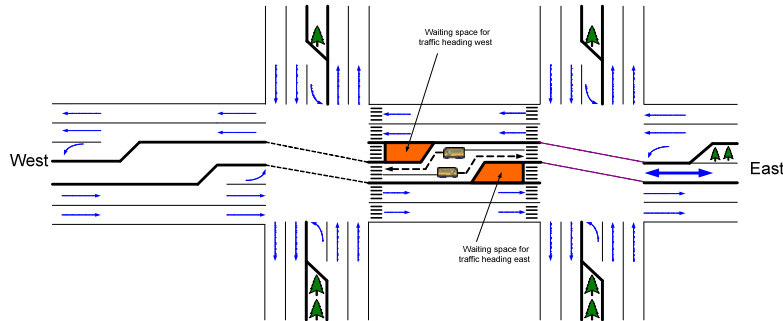 Waiting space for
traffic heading west
West
East
Waiting space for
traffic heading east